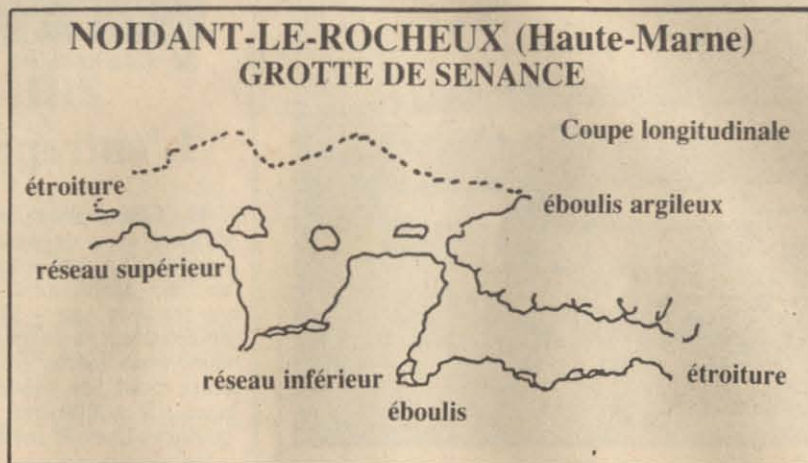 NOIDANT-LE-ROCHEUX (Haute-Marne)
GROTTE DE SENANCE
Coupe longitudinale
étroiture
éboulis argileux
réseau supérieur
réseau inférieur
étroiture
éboulis